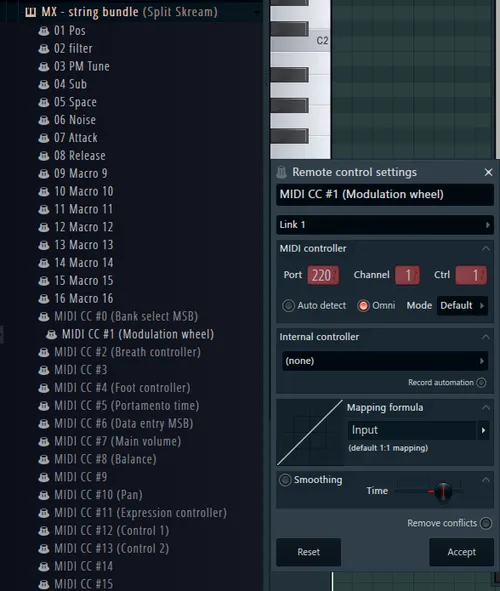 MX - string bundle (Split Skream)
01 Pos
02 filter
03 PM Tune
04 Sub
05 Space
06 Noise
07 Attack
08 Release
09 Macro 9
10 Macro 10
11 Macro 11
12 Macro 12
13 Macro 13
14 Macro 14
15 Macro 15
16 Macro 16
MIDI CC #0 (Bank select MSB)
MIDI CC #1 (Modulation wheel)
MIDI CC #2 (Breath controller)
MIDI CC #3
MIDI CC #4 (Foot controller)
MIDI CC #5 (Portamento time)
MIDI CC #6 (Data entry MSB)
MIDI CC #7 (Main volume)
MIDI CC #8 (Balance)
MIDI CC #9
MIDI CC #10 (Pan)
MIDI CC #11 (Expression controller)
MIDI CC #12 (Control 1)
MIDI CC #13 (Control 2)
MIDI CC #14
MIDI CC #15
C2
Remote control settings
MIDI CC #1 (Modulation wheel)
Link 1
MIDI controller
Port 220 Channel 1 Ctrl 1
Auto detect Omni Mode Default
Internal controller
(none)
Record automation
Mapping formula
Input
(default 1:1 mapping)
Smoothing
Time
Remove conflicts
Reset Accept